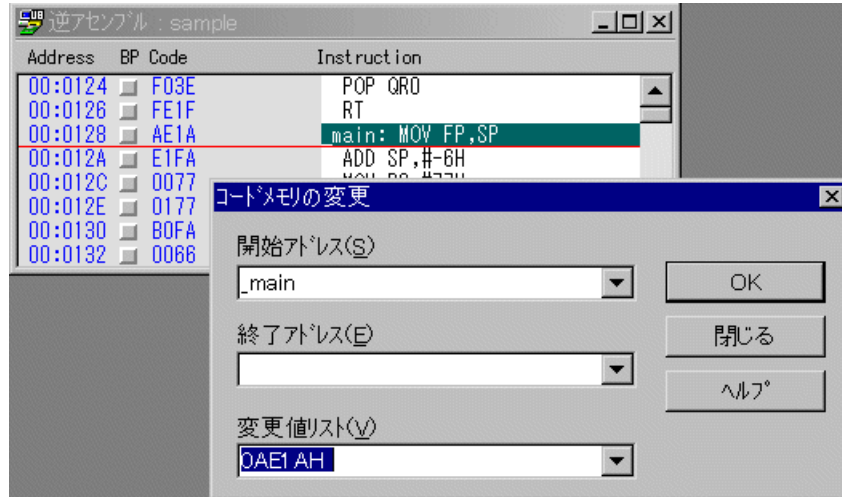 逆アセンブル : sample
Address BP Code Instruction
00:0124 F03E POP QR0
00:0126 FE1F RT
00:0128 AE1A _main: MOV FP,SP
00:012A E1FA ADD SP,#-6H
00:012C 0077 MOV R0,#77H
00:012E 0177
00:0130 B0FA
00:0132 0066
コードメモリの変更
開始アドレス(S)
_main
OK
終了アドレス(E)
閉じる
ヘルプ
変更値リスト(V)
0AE1AH